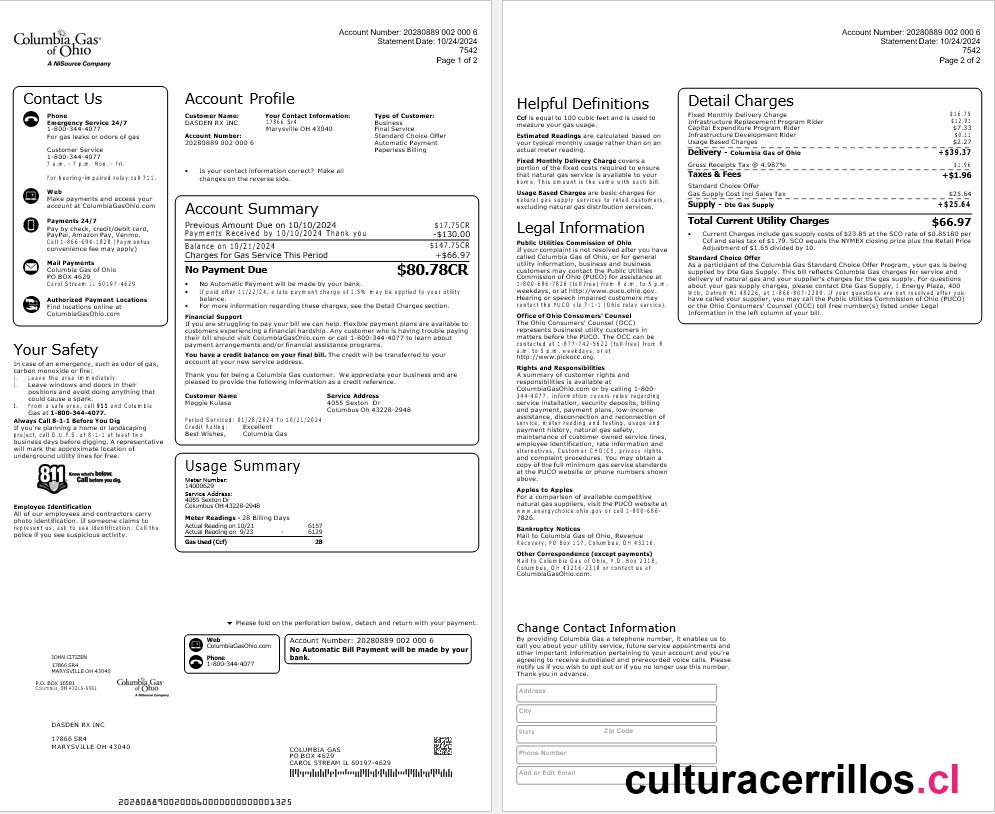 Columbia Gas®
of Ohio
A NiSource Company
Account Number: 20280889 002 000 6
Statement Date: 10/24/2024
7542
Page 1 of 2
Contact Us
Phone
Emergency Service 24/7
1-800-344-4077
For gas leaks or odors of gas
Customer Service
1-800-344-4077
7 a.m. - 7 p.m. Mon. - Fri.
For hearing-impaired relay call 711.
Web
Make payments and access your
account at ColumbiaGasOhio.com
Payments 24/7
Pay by check, credit/debit card,
PayPal, Amazon Pay, Venmo.
Call 1-866-694-1828 (Paymentus
convenience fee may apply)
Mail Payments
Columbia Gas of Ohio
PO Box 4629
Carol Stream IL 60197-4629
Authorized Payment Locations
Find locations online at
ColumbiaGasOhio.com
Your Safety
In case of an emergency, such as odor of gas,
carbon monoxide or fire:
1. Leave the area immediately.
2. Leave windows and doors in their
positions and avoid doing anything that
could cause a spark.
3. From a safe area, call 911 and Columbia
Gas at 1-800-344-4077.
Always Call 8-1-1 Before You Dig
If you're planning a home or landscaping
project, call O.U.P.S. at 8-1-1 at least two
business days before digging. A representative
will mark the approximate location of
underground utility lines for free.
811
Know what's below.
Call before you dig.
Employee Identification
All of our employees and contractors carry
photo identification. If someone claims to
represent us, ask to see identification. Call the
police if you see suspicious activity.
Account Profile
Customer Name:
DASDEN RX INC
Account Number:
20280889 002 000 6
Your Contact Information:
17866 Sr4
Marysville OH 43040
Type of Customer:
Business
Final Service
Standard Choice Offer
Automatic Payment
Paperless Billing
• Is your contact information correct? Make all
changes on the reverse side.
Account Summary
Previous Amount Due on 10/10/2024 $17.75CR
Payments Received by 10/10/2024 Thank you -$130.00
Balance on 10/21/2024 $147.75CR
Charges for Gas Service This Period +$66.97
No Payment Due $80.78CR
• No Automatic Payment will be made by your bank.
• If paid after 11/22/24, a late payment charge of 1.5% may be applied to your utility
balance.
• For more information regarding these charges, see the Detail Charges section.
Financial Support
If you are struggling to pay your bill we can help. Flexible payment plans are available to
customers experiencing a financial hardship. Any customer who is having trouble paying
their bill should visit ColumbiaGasOhio.com or call 1-800-344-4077 to learn about
payment arrangements and/or financial assistance programs.
You have a credit balance on your final bill. The credit will be transferred to your
account at your new service address.
Thank you for being a Columbia Gas customer. We appreciate your business and are
pleased to provide the following information as a credit reference.
Customer Name
Maggie Kulasa
Service Address
4055 Sexton Dr
Columbus Oh 43228-2948
Period Serviced: 01/28/2024 To 10/21/2024
Credit Rating: Excellent
Best Wishes, Columbia Gas
Usage Summary
Meter Number:
14000629
Service Address:
4055 Sexton Dr
Columbus OH 43228-2948
Meter Readings - 28 Billing Days
Actual Reading on 10/21 6157
Actual Reading on 9/23 - 6129
Gas Used (Ccf) 28
Please fold on the perforation below, detach and return with your payment.
Web
ColumbiaGasOhio.com
Phone
1-800-344-4077
Account Number: 20280889 002 000 6
No Automatic Bill Payment will be made by your
bank.
JOHN CITIZEN
17866 SR4
MARYSVILLE OH 43040
P.O. BOX 16581
Columbus, OH 43216-6581
Columbia Gas®
of Ohio
A NiSource Company
DASDEN RX INC
17866 SR4
MARYSVILLE OH 43040
COLUMBIA GAS
PO BOX 4629
CAROL STREAM IL 60197-4629
Account Number: 20280889 002 000 6
Statement Date: 10/24/2024
7542
Page 2 of 2
Helpful Definitions
Ccf is equal to 100 cubic feet and is used to
measure your gas usage.
Estimated Readings are calculated based on
your typical monthly usage rather than on an
actual meter reading.
Fixed Monthly Delivery Charge covers a
portion of the fixed costs required to ensure
that natural gas service is available to your
home. This amount is the same with each bill.
Usage Based Charges are basic charges for
natural gas supply services to retail customers,
excluding natural gas distribution services.
Legal Information
Public Utilities Commission of Ohio
If your complaint is not resolved after you have
called Columbia Gas of Ohio, or for general
utility information, business and business
customers may contact the Public Utilities
Commission of Ohio (PUCO) for assistance at
1-800-686-7826 (toll free) from 8 a.m. to 5 p.m.
weekdays, or at http://www.puco.ohio.gov.
Hearing or speech impaired customers may
contact the PUCO via 7-1-1 (Ohio relay service).
Office of Ohio Consumers' Counsel
The Ohio Consumers' Counsel (OCC)
represents business utility customers in
matters before the PUCO. The OCC can be
contacted at 1-877-742-5622 (toll free) from 8
a.m. to 5 p.m. weekdays, or at
http://www.pickocc.org.
Rights and Responsibilities
A summary of customer rights and
responsibilities is available at
ColumbiaGasOhio.com or by calling 1-800-
344-4077. Information covers rules regarding
service installation, security deposits, billing
and payment, payment plans, low-income
assistance, disconnection and reconnection of
service, meter reading and testing, usage and
payment history, natural gas safety,
maintenance of customer owned service lines,
employee identification, rate information and
alternatives, Customer CHOICE, privacy rights,
and complaint procedures. You may obtain a
copy of the full minimum gas service standards
at the PUCO website or phone numbers shown
above.
Apples to Apples
For a comparison of available competitive
natural gas suppliers, visit the PUCO website at
www.energychoice.ohio.gov or call 1-800-686-
7826.
Bankruptcy Notices
Mail to Columbia Gas of Ohio, Revenue
Recovery, PO Box 117, Columbus, OH 43216.
Other Correspondence (except payments)
Mail to Columbia Gas of Ohio, P.O. Box 2318,
Columbus, OH 43216-2318 or contact us at
ColumbiaGasOhio.com.
Detail Charges
Fixed Monthly Delivery Charge $16.75
Infrastructure Replacement Program Rider $12.91
Capital Expenditure Program Rider $7.33
Infrastructure Development Rider $0.11
Usage Based Charges $2.27
Delivery - Columbia Gas of Ohio +$39.37
Gross Receipts Tax @ 4.987% $1.96
Taxes & Fees +$1.96
Standard Choice Offer
Gas Supply Cost Incl Sales Tax $25.64
Supply - Dte Gas Supply +$25.64
Total Current Utility Charges $66.97
• Current Charges include gas supply costs of $23.85 at the SCO rate of $0.85180 per
Ccf and sales tax of $1.79. SCO equals the NYMEX closing price plus the Retail Price
Adjustment of $1.65 divided by 10.
Standard Choice Offer
As a participant of the Columbia Gas Standard Choice Offer Program, your gas is being
supplied by Dte Gas Supply. This bill reflects Columbia Gas charges for service and
delivery of natural gas and your supplier's charges for the gas supply. For questions
about your gas supply charges, please contact Dte Gas Supply, 1 Energy Plaza, 400
Wcb, Detroit MI 48226, at 1-866-807-2280. If your questions are not resolved after you
have called your supplier, you may call the Public Utilities Commission of Ohio (PUCO)
or the Ohio Consumers' Counsel (OCC) toll free number(s) listed under Legal
Information in the left column of your bill.
Change Contact Information
By providing Columbia Gas a telephone number, it enables us to
call you about your utility service, future service appointments and
other important information pertaining to your account and you're
agreeing to receive autodialed and prerecorded voice calls. Please
notify us if you wish to opt out or if you no longer use this number.
Thank you in advance.
Address
City
State Zip Code
Phone Number
Add or Edit Email
culturacerrillos.cl